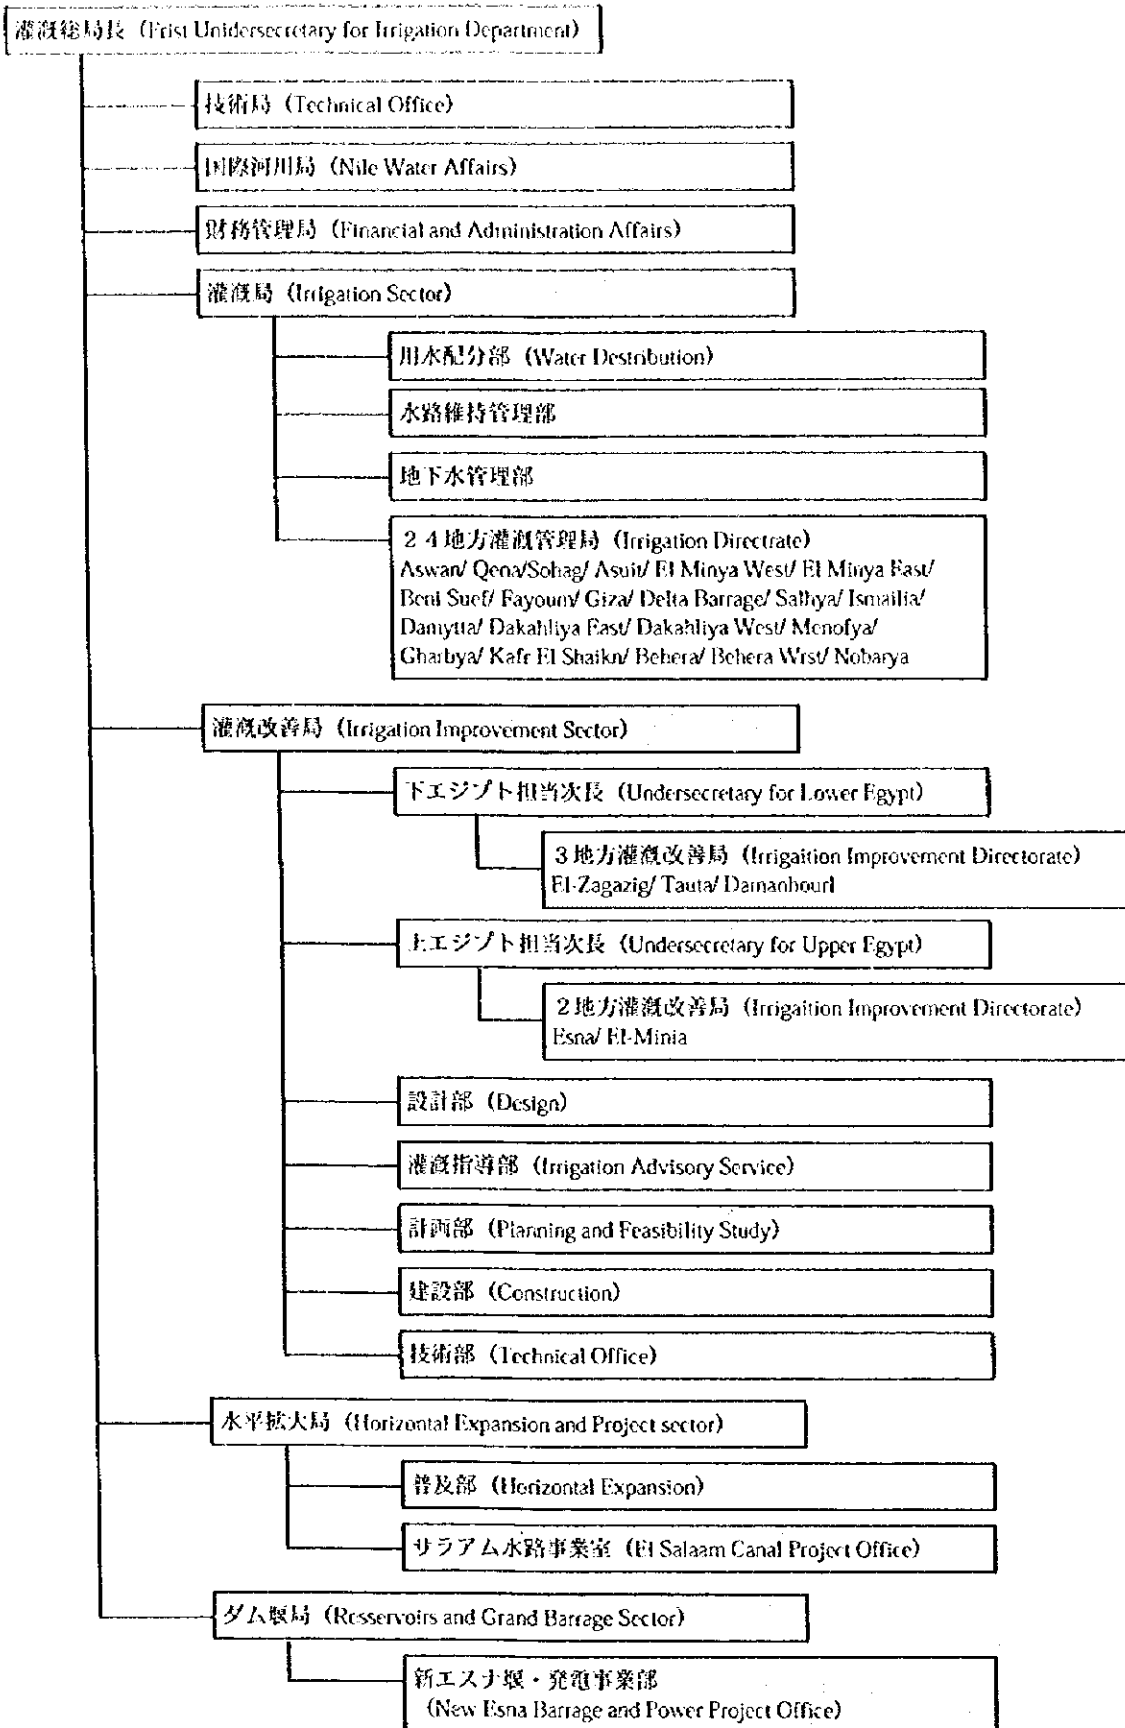 灌漑総局長 (Frist Unidersecretary for Irrigation Department)
技術局 (Technical Office)
国際河川局 (Nile Water Affairs)
財務管理局 (Financial and Administration Affairs)
灌漑局 (Irrigation Sector)
用水配分部 (Water Destribution)
水路維持管理部
地下水管理部
24地方灌漑管理局 (Irrigation Directrate)
Aswan/ Qena/Sohag/ Asuit/ El Minya West/ El Minya East/
Beni Suef/ Fayoum/ Giza/ Delta Barrage/ Salhya/ Ismailia/
Damytta/ Dakahliya East/ Dakahliya West/ Menofya/
Gharbya/ Kafr El Shaikn/ Behera/ Behera Wrst/ Nobarya
灌漑改善局 (Irrigation Improvement Sector)
下エジプト担当次長 (Undersecretary for Lower Egypt)
3地方灌漑改善局 (Irrigaition Improvement Directorate)
El-Zagazig/ Tauta/ Damanhourl
上エジプト担当次長 (Undersecretary for Upper Egypt)
2地方灌漑改善局 (Irrigaition Improvement Directorate)
Esna/ El-Minia
設計部 (Design)
灌漑指導部 (Irrigation Advisory Service)
計画部 (Planning and Feasibility Study)
建設部 (Construction)
技術部 (Technical Office)
水平拡大局 (Horizontal Expansion and Project sector)
普及部 (Horizontal Expansion)
サラアム水路事業室 (El Salaam Canal Project Office)
ダム堰局 (Resservoirs and Grand Barrage Sector)
新エスナ堰・発電事業部
(New Esna Barrage and Power Project Office)